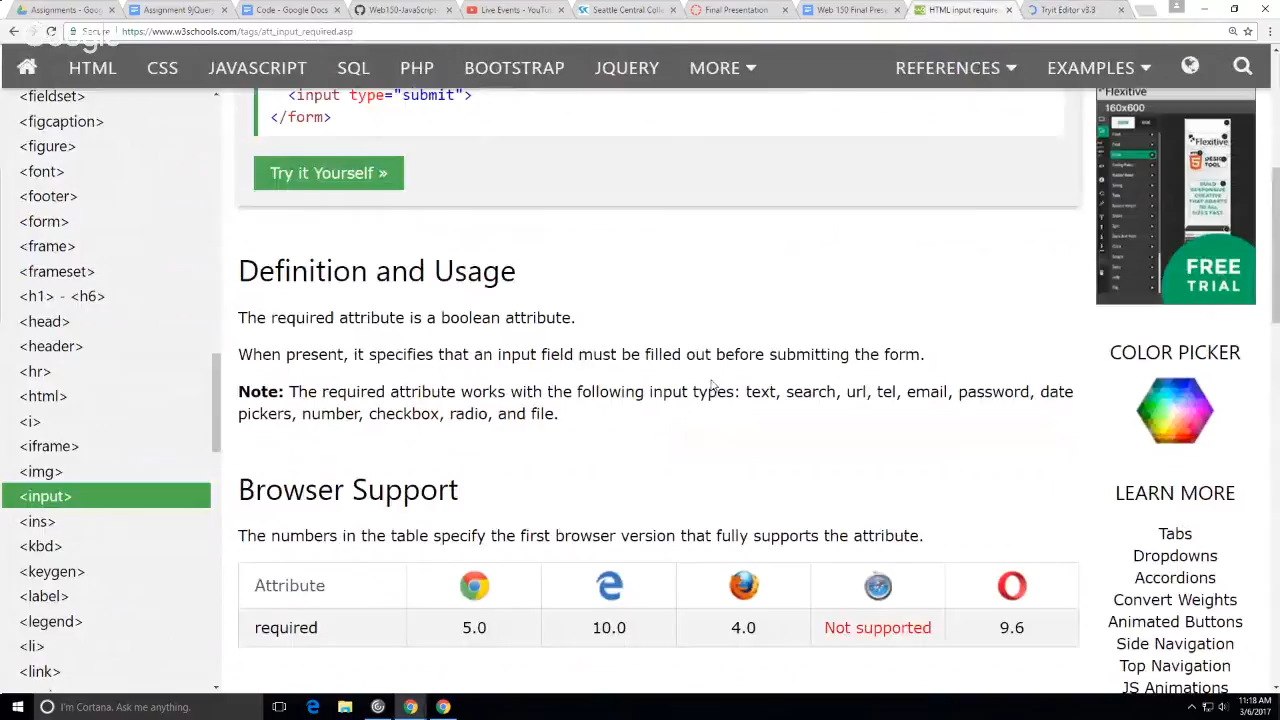 Assignments - Google
Assignment 9jQuery
Code - Google Docs
Web150-JavaScript
Live Events - YouTu
Seattle Central Coll
Final Presentation
Web 150 Final Pres
HTML input require
Tryit Editor v3.3
Secure https://www.w3schools.com/tags/att_input_required.asp
Google
HTML CSS JAVASCRIPT SQL PHP BOOTSTRAP JQUERY MORE REFERENCES EXAMPLES
<fieldset>
<figcaption>
<figure>
<font>
<footer>
<form>
<frame>
<frameset>
<h1> - <h6>
<head>
<header>
<hr>
<html>
<i>
<iframe>
<img>
<input>
<ins>
<kbd>
<keygen>
<label>
<legend>
<li>
<link>
<input type="submit">
</form>
Try it Yourself »
Definition and Usage
The required attribute is a boolean attribute.
When present, it specifies that an input field must be filled out before submitting the form.
Note: The required attribute works with the following input types: text, search, url, tel, email, password, date
pickers, number, checkbox, radio, and file.
Browser Support
The numbers in the table specify the first browser version that fully supports the attribute.
Attribute
required 5.0 10.0 4.0 Not supported 9.6
Flexitive
160x600
Flexitive
DESIGN
TOOL
FREE
TRIAL
COLOR PICKER
LEARN MORE
Tabs
Dropdowns
Accordions
Convert Weights
Animated Buttons
Side Navigation
Top Navigation
JS Animations
I'm Cortana. Ask me anything.
11:18 AM
3/6/2017